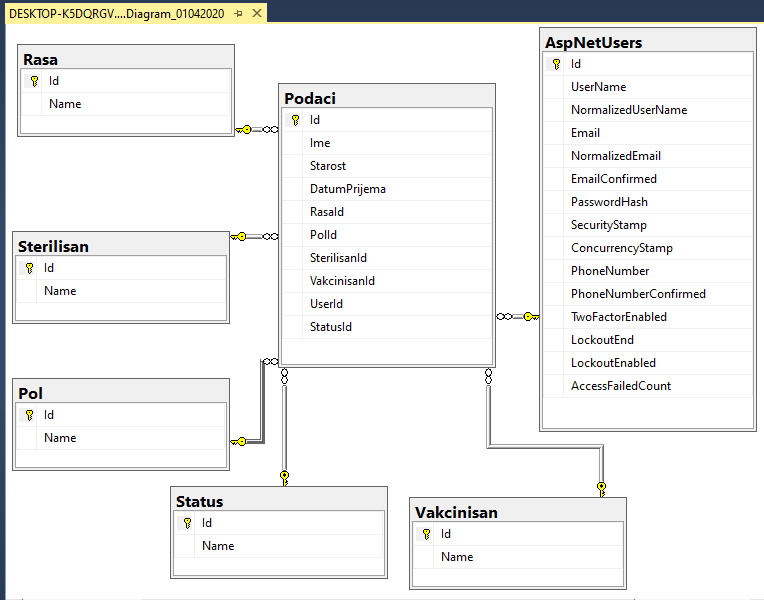 DESKTOP-K5DQRGV....Diagram_01042020
Rasa
Id
Name
Sterilisan
Id
Name
Pol
Id
Name
Podaci
Id
Ime
Starost
DatumPrijema
RasaId
PolId
SterilisanId
VakcinisanId
UserId
StatusId
Status
Id
Name
Vakcinisan
Id
Name
AspNetUsers
Id
UserName
NormalizedUserName
Email
NormalizedEmail
EmailConfirmed
PasswordHash
SecurityStamp
ConcurrencyStamp
PhoneNumber
PhoneNumberConfirmed
TwoFactorEnabled
LockoutEnd
LockoutEnabled
AccessFailedCount